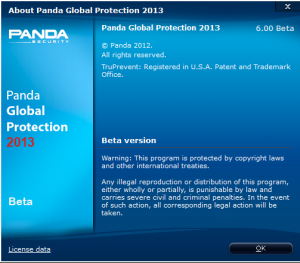 About Panda Global Protection 2013
PANDA
SECURITY
Panda Global Protection 2013
6.00 Beta
© Panda 2012.
All rights reserved.
TruPrevent: Registered in U.S.A. Patent and Trademark
Office.
Panda
Global
Protection
2013
Beta
Beta version
Warning: This program is protected by copyright laws
and other international treaties.
Any illegal reproduction or distribution of this program,
either wholly or partially, is punishable by law and
carries severe civil and criminal penalties. In the event
of such action, all corresponding legal action will be
taken.
License data
OK